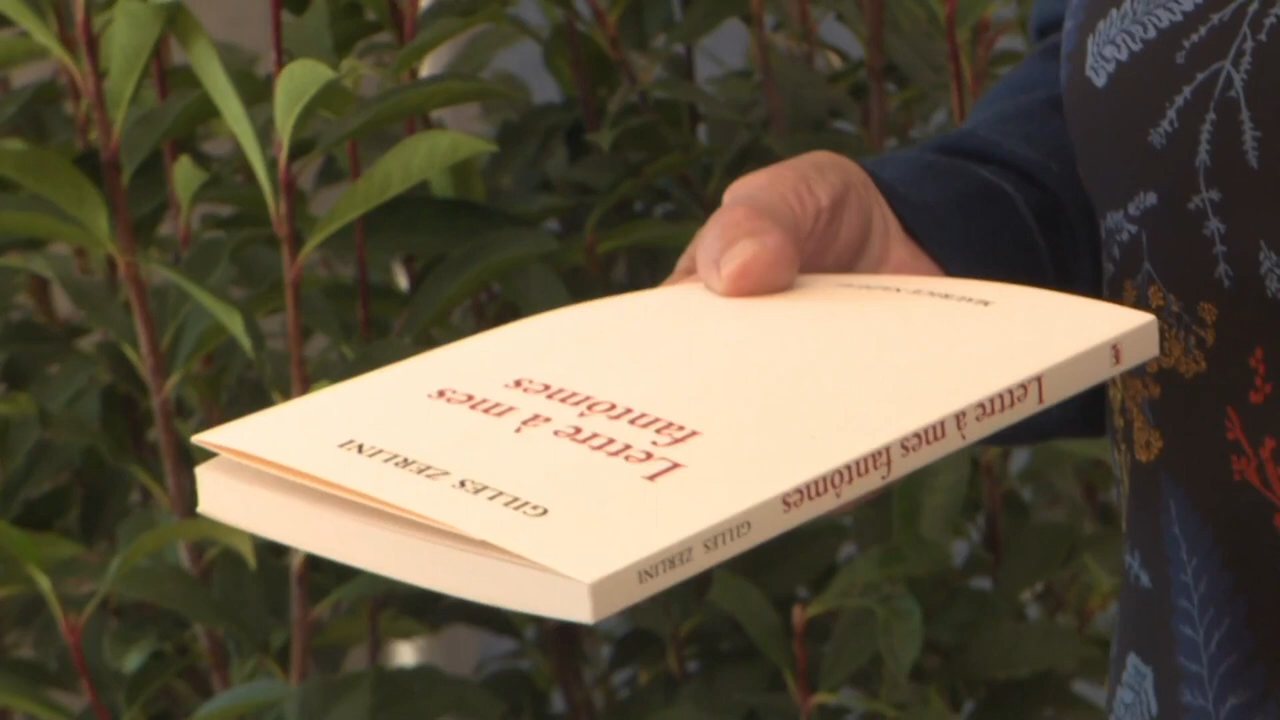 GILLES ZERLINI
Lettre à mes
fantômes
GILLES ZERLINI Lettre à mes fantômes